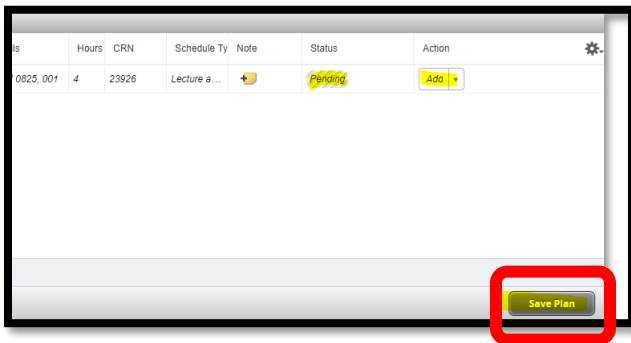 ls Hours CRN Schedule Ty Note Status Action
0825, 001 4 23926 Lecture a... Pending Add
Save Plan